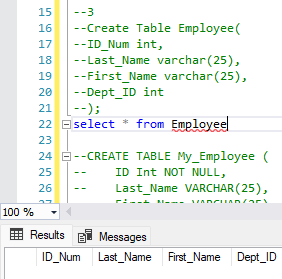 15 --3
16 --Create Table Employee(
17 --ID_Num int,
18 --Last_Name varchar(25),
19 --First_Name varchar(25),
20 --Dept_ID int
21 --);
22 select * from Employee
23
24 --CREATE TABLE My_Employee (
25 -- ID Int NOT NULL,
26 -- Last_Name VARCHAR(25),
27 -- First_Name VARCHAR(25)
100 %
Results Messages
ID_Num Last_Name First_Name Dept_ID